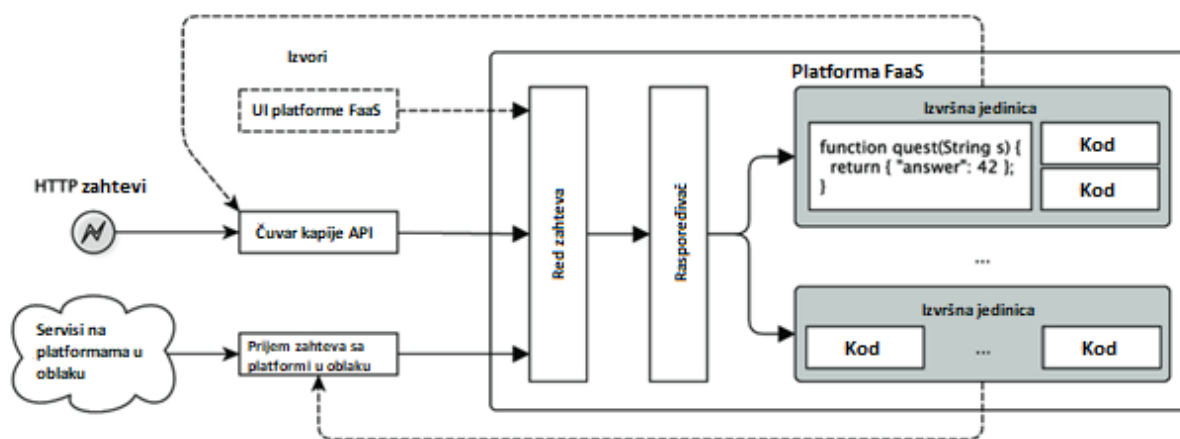 Izvori
Platforma FaaS
UI platforme FaaS
Izvršna jedinica
function quest(String s) {
return { "answer": 42 };
}
Kod
Kod
HTTP zahtevi
Čuvar kapije API
Red zahteva
Raspoređivač
...
Servisi na
platformama u
oblaku
Prijem zahteva sa
platformi u oblaku
Izvršna jedinica
Kod
...
Kod